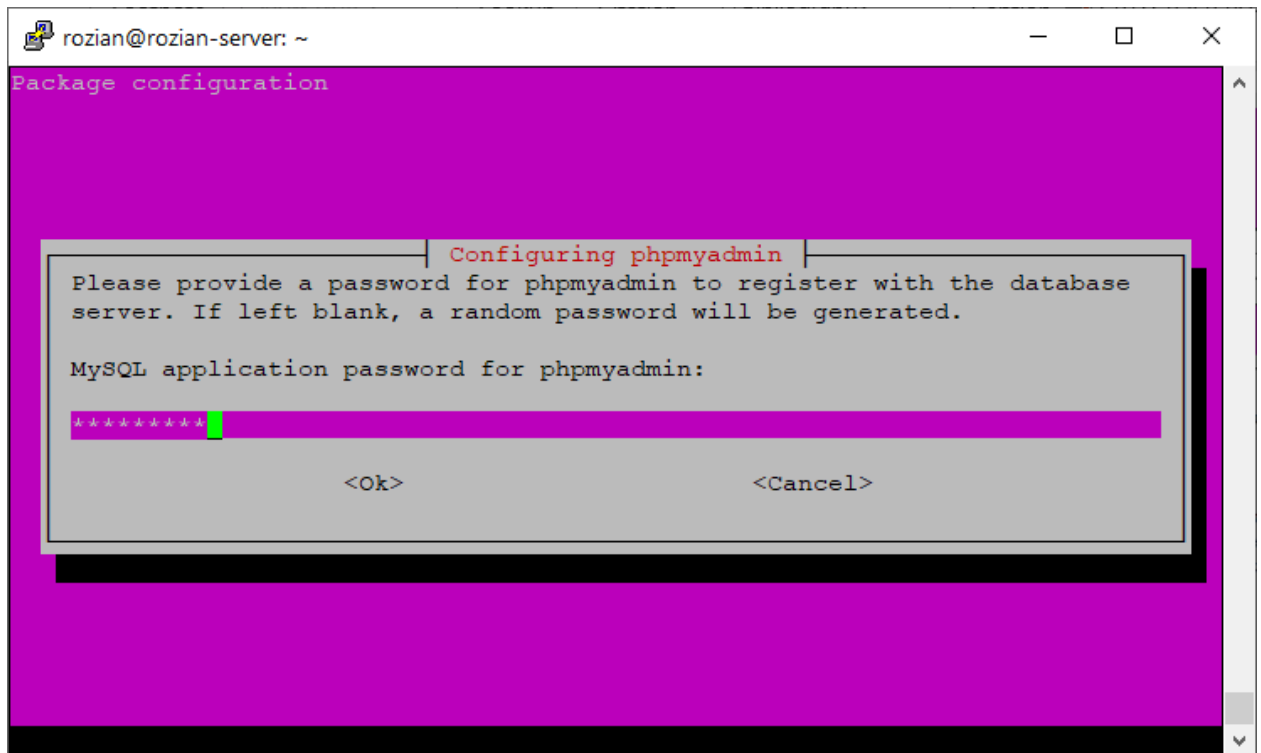 rozian@rozian-server: ~
Package configuration
Configuring phpmyadmin
Please provide a password for phpmyadmin to register with the database
server. If left blank, a random password will be generated.
MySQL application password for phpmyadmin:
*********
<Ok> <Cancel>